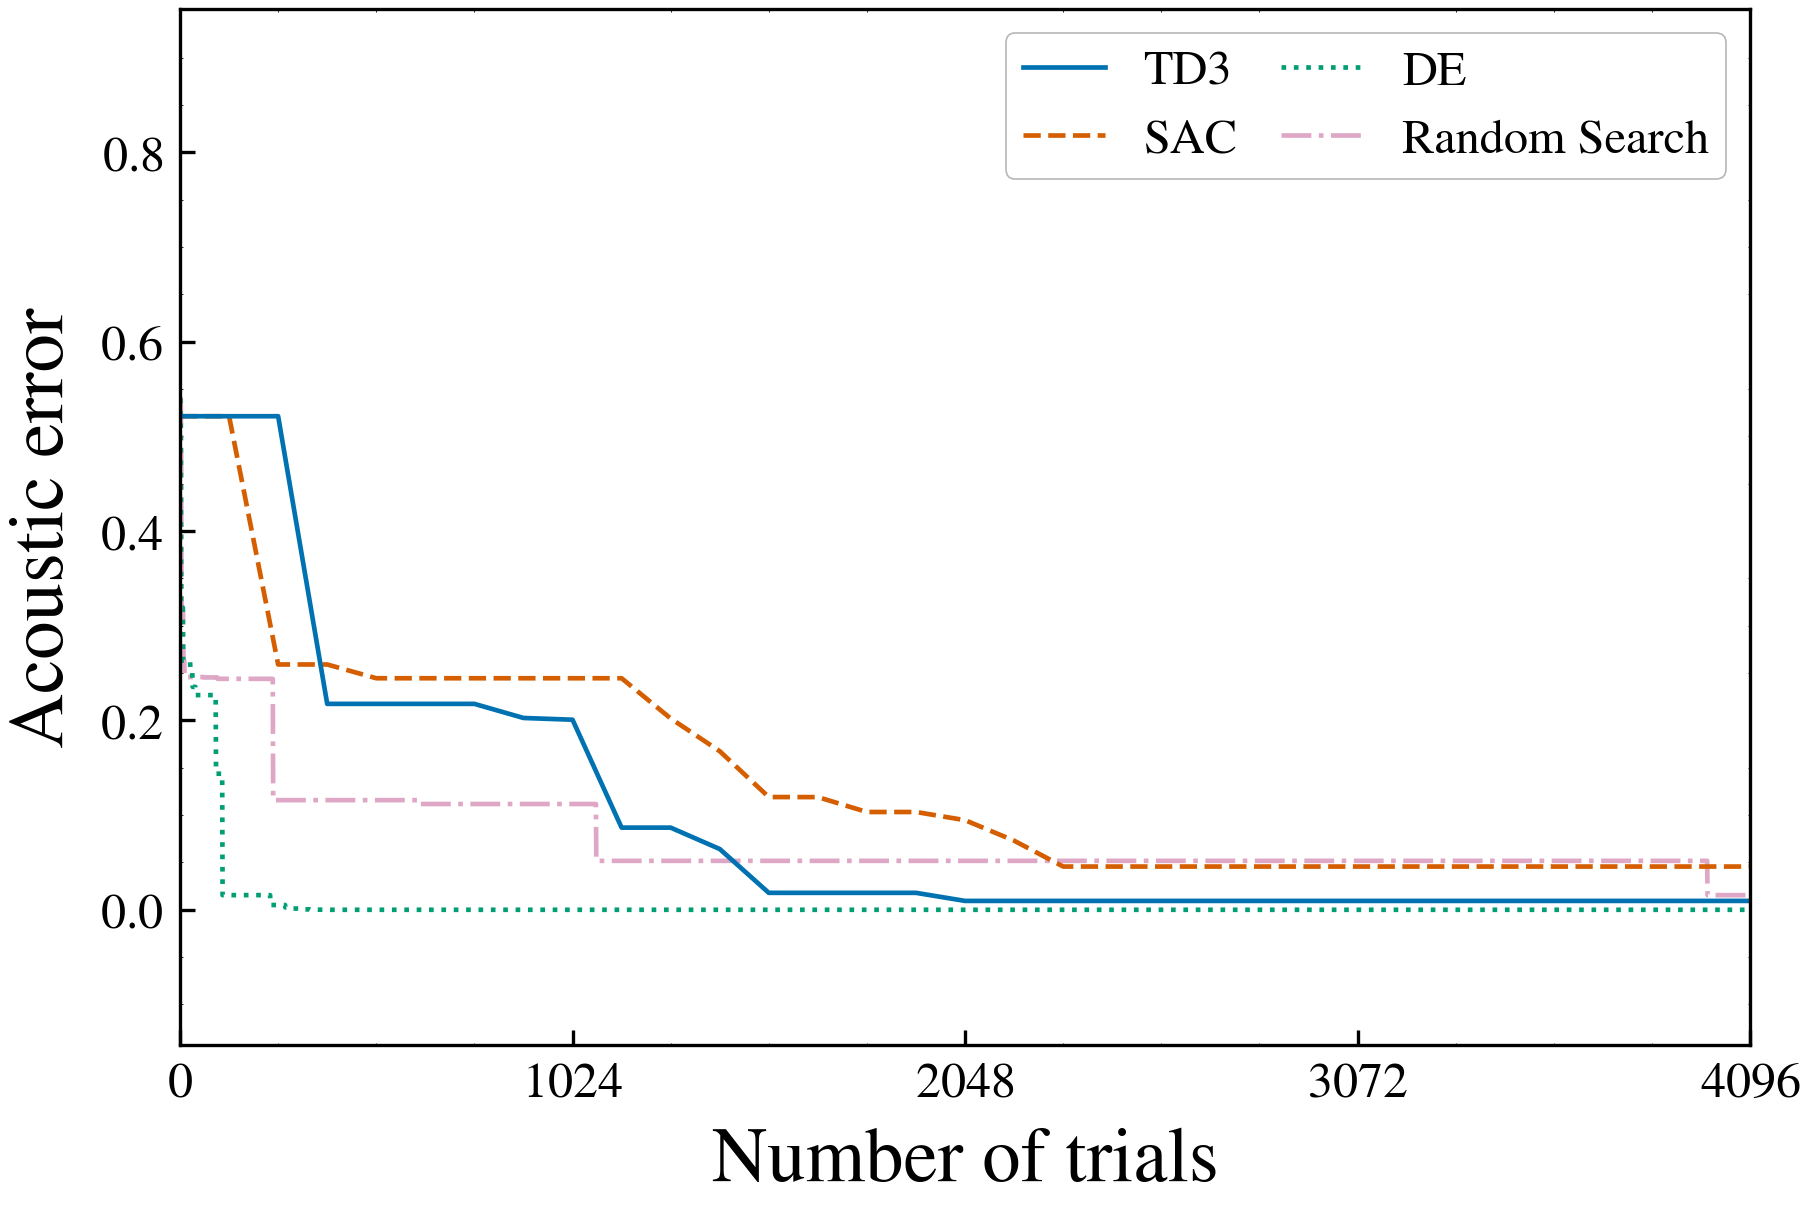 TD3
DE
SAC
Random Search
0.8
0.6
0.4
0.2
0.0
Acoustic error
0
1024
2048
3072
4096
Number of trials